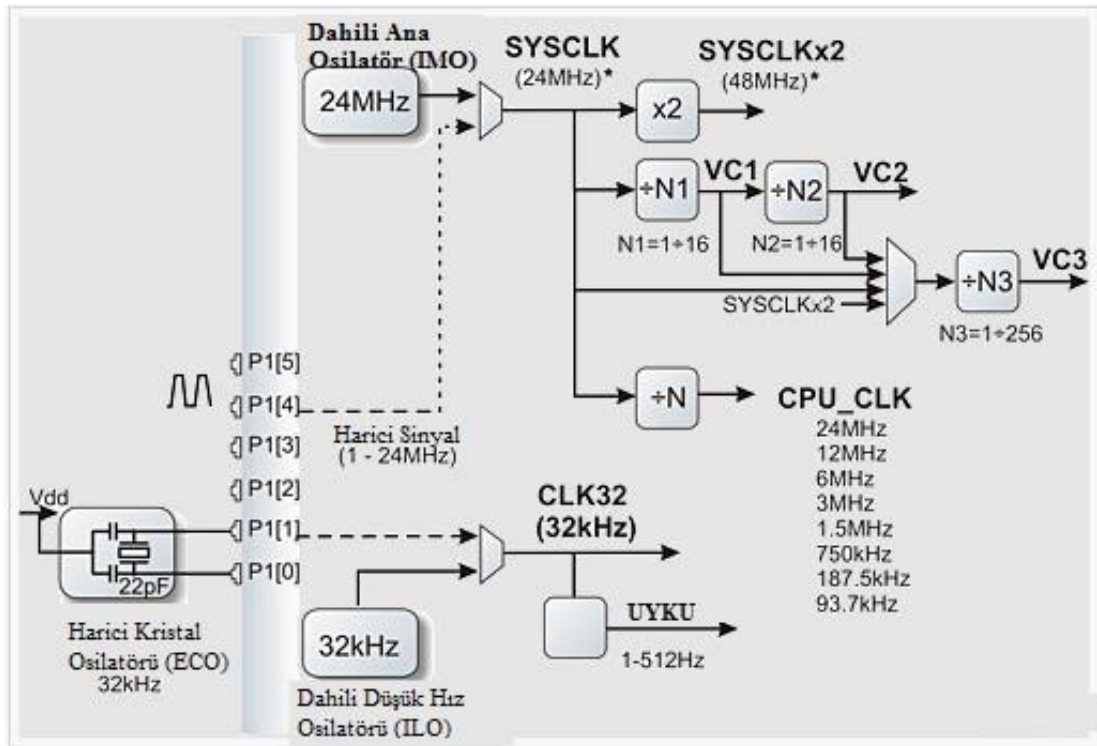 Dahili Ana
Osilatör (IMO)
24MHz
SYSCLK
(24MHz)*
SYSCLKx2
(48MHz)*
x2
÷N1
VC1
÷N2
VC2
N1=1÷16
N2=1÷16
SYSCLKx2
÷N3
VC3
N3=1÷256
÷N
CPU_CLK
24MHz
12MHz
6MHz
3MHz
1.5MHz
750kHz
187.5kHz
93.7kHz
P1[5]
P1[4]
P1[3]
P1[2]
P1[1]
P1[0]
Harici Sinyal
(1 - 24MHz)
Vdd
22pF
Harici Kristal
Osilatörü (ECO)
32kHz
CLK32
(32kHz)
32kHz
UYKU
1-512Hz
Dahili Düşük Hız
Osilatörü (ILO)